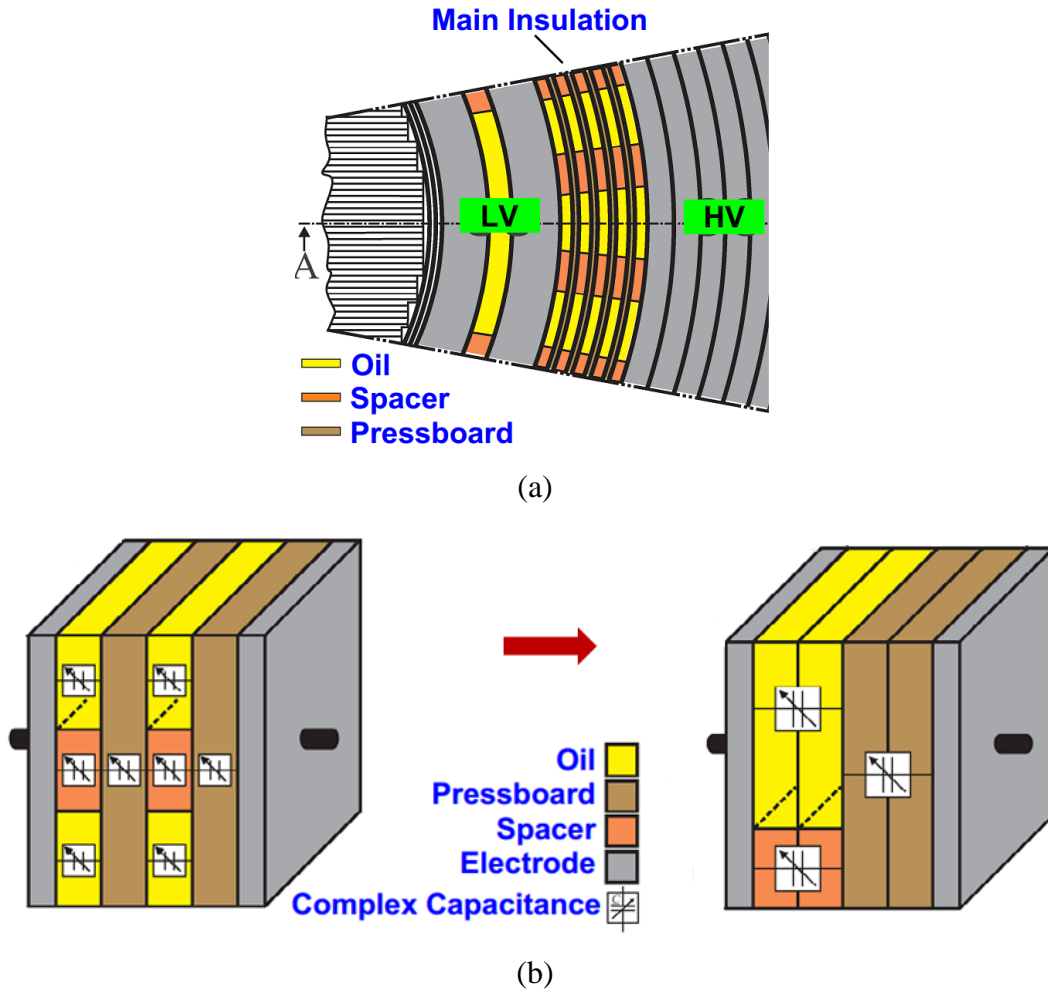 Main Insulation
LV
HV
A
Oil
Spacer
Pressboard
(a)
Oil
Pressboard
Spacer
Electrode
Complex Capacitance
(b)